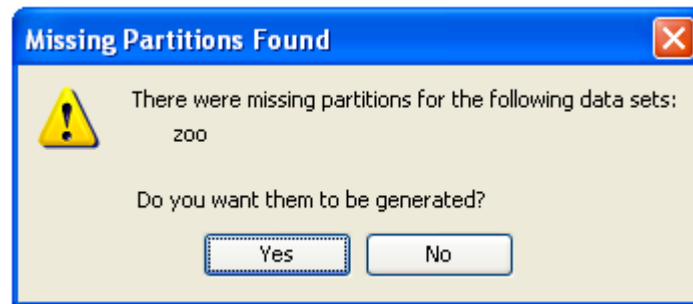 Missing Partitions Found
There were missing partitions for the following data sets:
zoo
Do you want them to be generated?
Yes
No